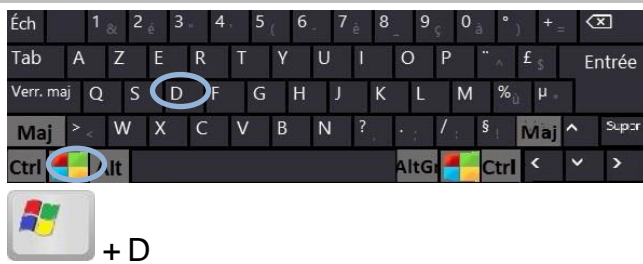 Éch 1 & 2 é 3 " 4 ' 5 ( 6 - 7 è 8 _ 9 ç 0 à ° ) + =
Tab A Z E R T Y U I O P ¨ ^ £ $ Entrée
Verr. maj Q S D F G H J K L M % ù µ *
Maj > < W X C V B N ? , . ; / : § ! Maj ^ Suppr
Ctrl Alt AltGr Ctrl < ˅ >
+ D